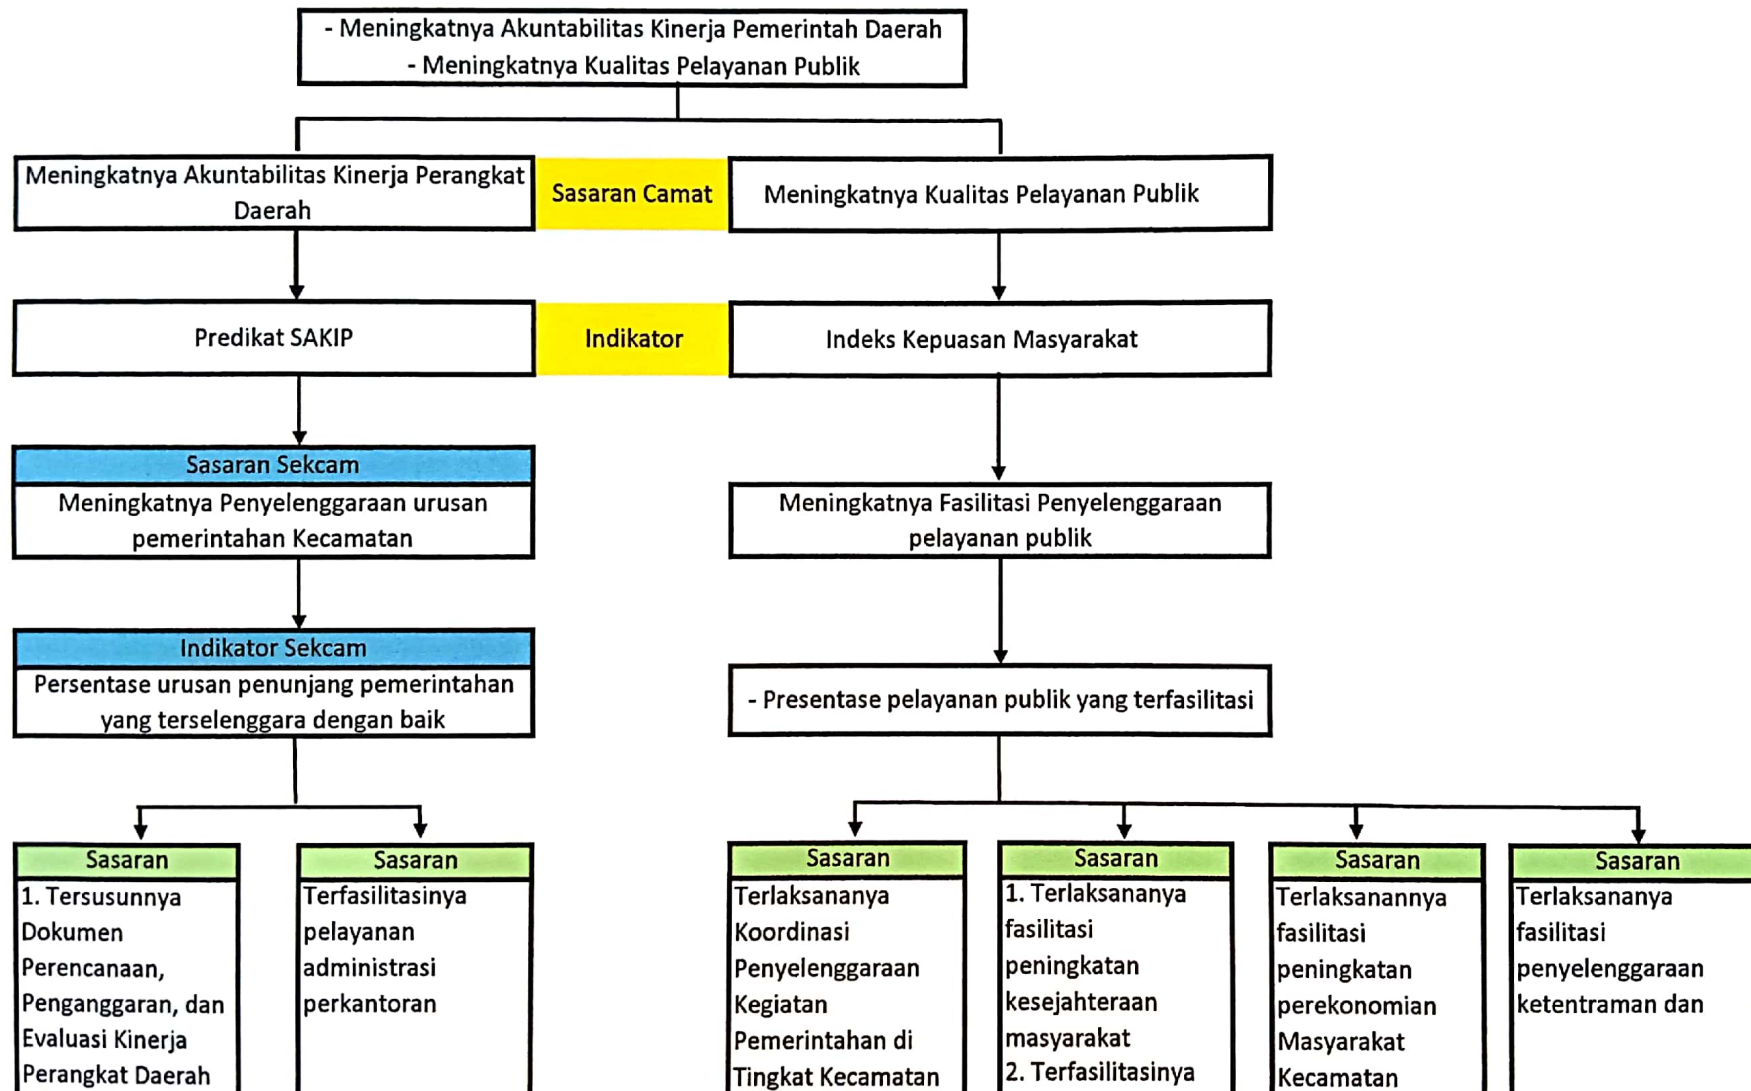 - Meningkatnya Akuntabilitas Kinerja Pemerintah Daerah
- Meningkatnya Kualitas Pelayanan Publik
Meningkatnya Akuntabilitas Kinerja Perangkat
Daerah
Sasaran Camat
Meningkatnya Kualitas Pelayanan Publik
Predikat SAKIP
Indikator
Indeks Kepuasan Masyarakat
Sasaran Sekcam
Meningkatnya Penyelenggaraan urusan
pemerintahan Kecamatan
Meningkatnya Fasilitasi Penyelenggaraan
pelayanan publik
Indikator Sekcam
Persentase urusan penunjang pemerintahan
yang terselenggara dengan baik
- Presentase pelayanan publik yang terfasilitasi
Sasaran
1. Tersusunnya
Dokumen
Perencanaan,
Penganggaran, dan
Evaluasi Kinerja
Perangkat Daerah
Sasaran
Terfasilitasinya
pelayanan
administrasi
perkantoran
Sasaran
Terlaksananya
Koordinasi
Penyelenggaraan
Kegiatan
Pemerintahan di
Tingkat Kecamatan
Sasaran
1. Terlaksananya
fasilitasi
peningkatan
kesejahteraan
masyarakat
2. Terfasilitasinya
Sasaran
Terlaksanannya
fasilitasi
peningkatan
perekonomian
Masyarakat
Kecamatan
Sasaran
Terlaksananya
fasilitasi
penyelenggaraan
ketentraman dan